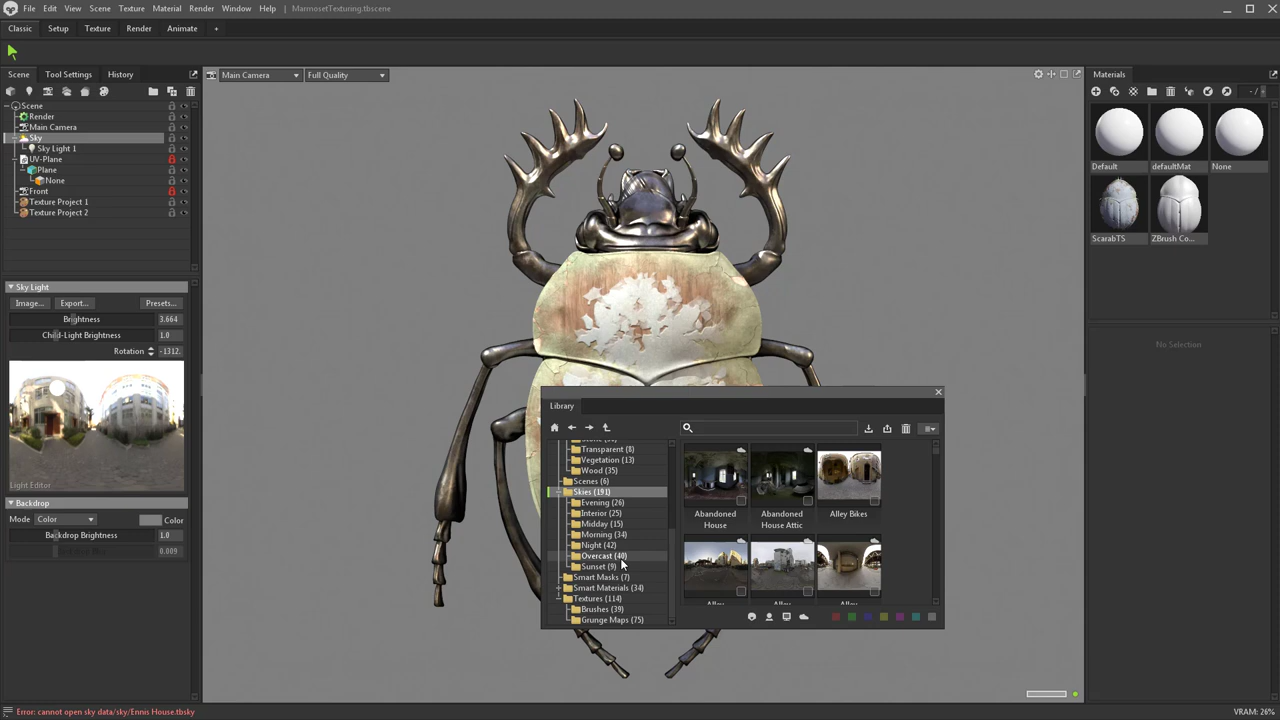 File Edit View Scene Texture Material Render Window Help MarmosetTexturing.tbscene
Classic Setup Texture Render Animate +
Scene Tool Settings History
Main Camera Full Quality
Materials
- /
Scene
Render
Main Camera
Sky
Sky Light 1
UV-Plane
Plane
None
Front
Texture Project 1
Texture Project 2
Default defaultMat None
ScarabTS ZBrush Co...
Sky Light
Image... Export... Presets...
Brightness 3.664
Child-Light Brightness 1.0
Rotation -1312.
Light Editor
Backdrop
Mode Color Color
Backdrop Brightness 1.0
0.009
No Selection
Library
Transparent (8)
Vegetation (13)
Wood (35)
Scenes (6)
Skies (191)
Evening (26)
Interior (25)
Midday (15)
Morning (34)
Night (42)
Overcast (40)
Sunset (9)
Smart Masks (7)
Smart Materials (34)
Textures (114)
Brushes (39)
Grunge Maps (75)
Abandoned House
Abandoned House Attic
Alley Bikes
Error: cannot open sky data/sky/Ennis House.tbsky
VRAM: 26%